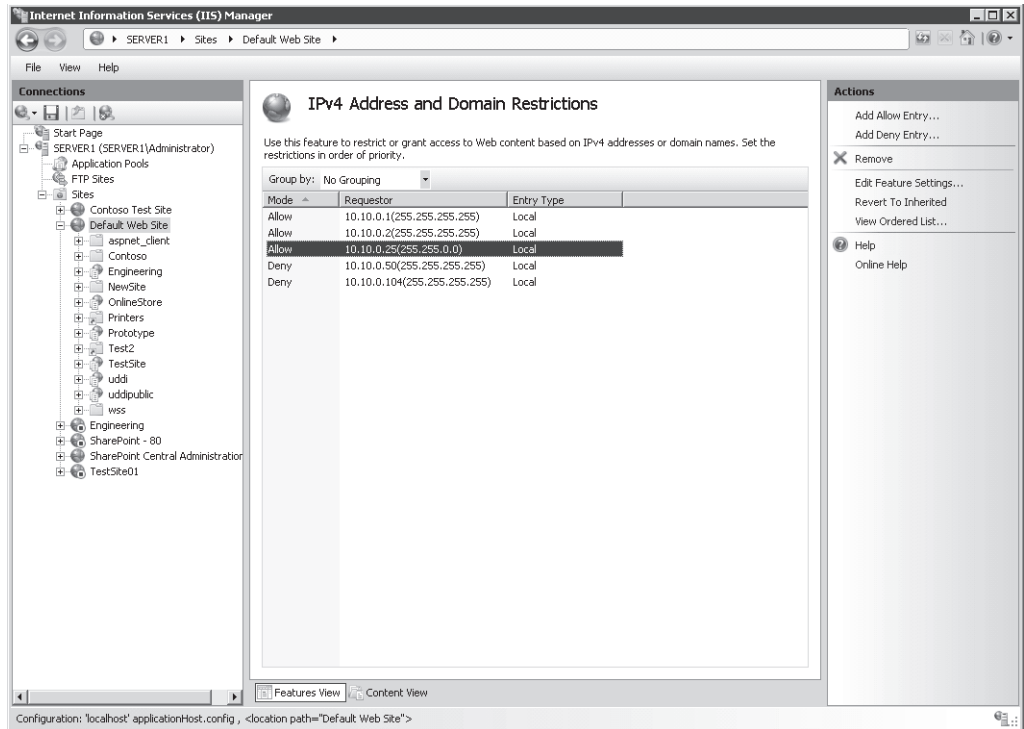 Internet Information Services (IIS) Manager
SERVER1 Sites Default Web Site
File View Help
Connections
Start Page
SERVER1 (SERVER1\Administrator)
Application Pools
FTP Sites
Sites
Contoso Test Site
Default Web Site
aspnet_client
Contoso
Engineering
NewSite
OnlineStore
Printers
Prototype
Test2
TestSite
uddi
uddipublic
wss
Engineering
SharePoint - 80
SharePoint Central Administration
TestSite01
IPv4 Address and Domain Restrictions
Use this feature to restrict or grant access to Web content based on IPv4 addresses or domain names. Set the
restrictions in order of priority.
Group by: No Grouping
Mode Requestor Entry Type
Allow 10.10.0.1(255.255.255.255) Local
Allow 10.10.0.2(255.255.255.255) Local
Allow 10.10.0.25(255.255.0.0) Local
Deny 10.10.0.50(255.255.255.255) Local
Deny 10.10.0.104(255.255.255.255) Local
Features View Content View
Actions
Add Allow Entry...
Add Deny Entry...
Remove
Edit Feature Settings...
Revert To Inherited
View Ordered List...
Help
Online Help
Configuration: 'localhost' applicationHost.config , <location path="Default Web Site">